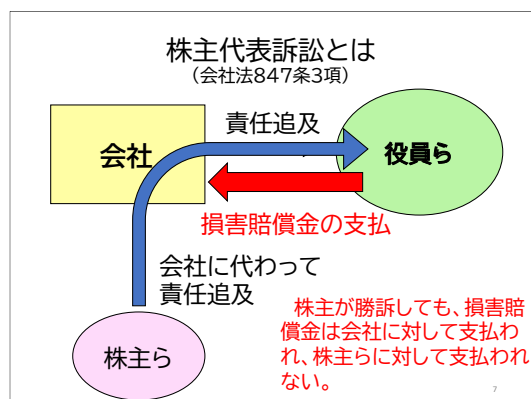 株主代表訴訟とは
（会社法847条3項）
責任追及
会社
役員ら
損害賠償金の支払
会社に代わって
責任追及
株主ら
株主が勝訴しても、損害賠
償金は会社に対して支払わ
れ、株主らに対して支払われ
ない。
7